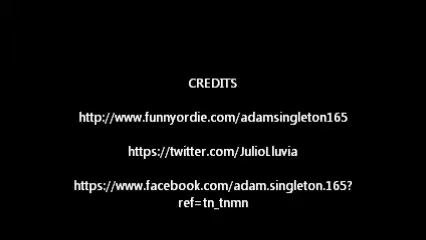 CREDITS
http://www.funnyordie.com/adamsingleton165
https://twitter.com/JulioLluvia
https://www.facebook.com/adam.singleton.165?
ref=tn_tnmn